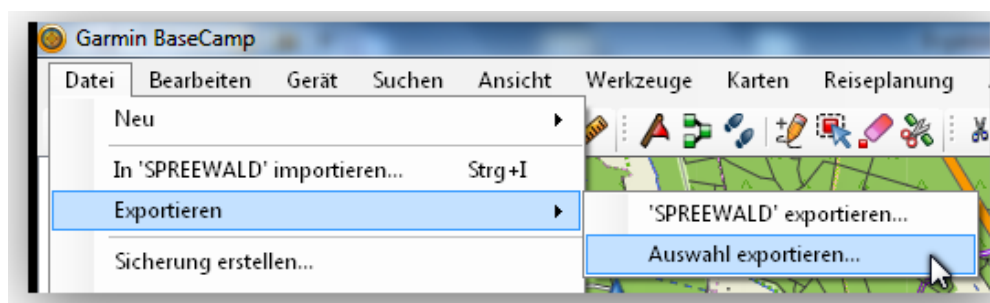 Garmin BaseCamp
Datei Bearbeiten Gerät Suchen Ansicht Werkzeuge Karten Reiseplanung
Neu
In 'SPREEWALD' importieren... Strg+I
Exportieren
'SPREEWALD' exportieren...
Auswahl exportieren...
Sicherung erstellen...